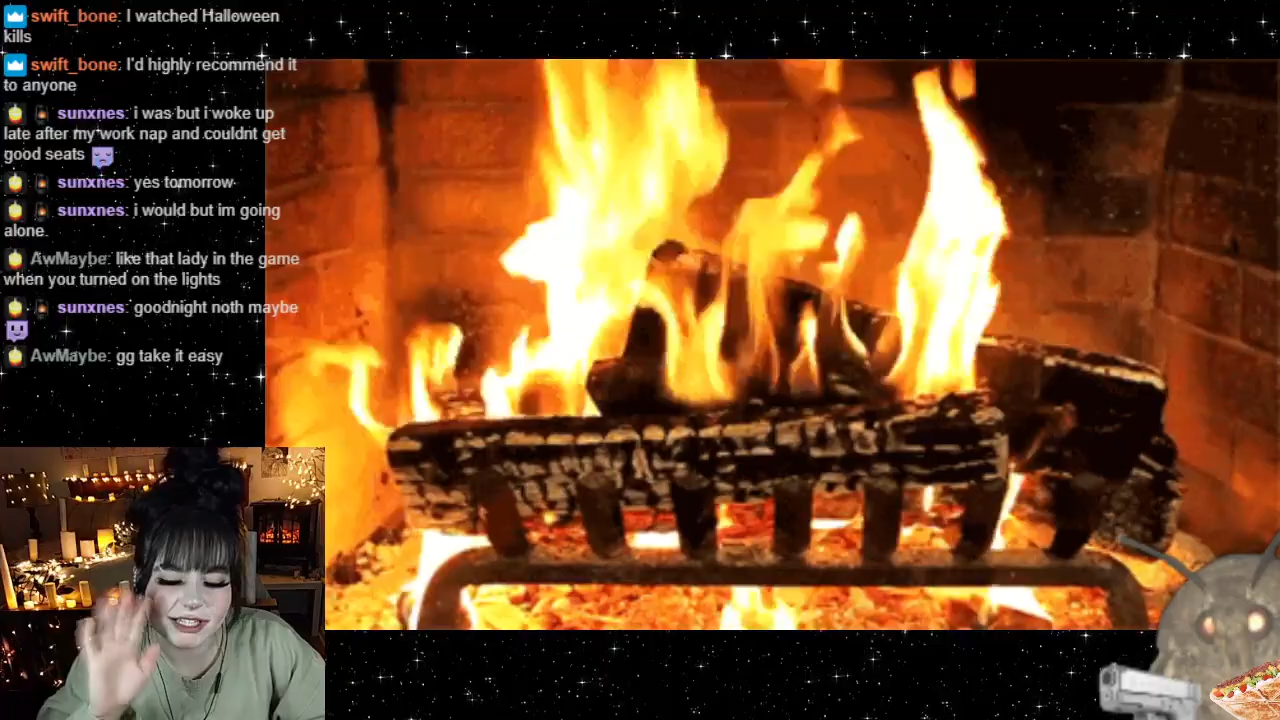 swift_bone: I watched Halloween
kills
swift_bone: I'd highly recommend it
to anyone
sunxnes: i was but i woke up
late after my work nap and couldnt get
good seats
sunxnes: yes tomorrow
sunxnes: i would but im going
alone
AwMaybe: like that lady in the game
when you turned on the lights
sunxnes: goodnight noth maybe
AwMaybe: gg take it easy